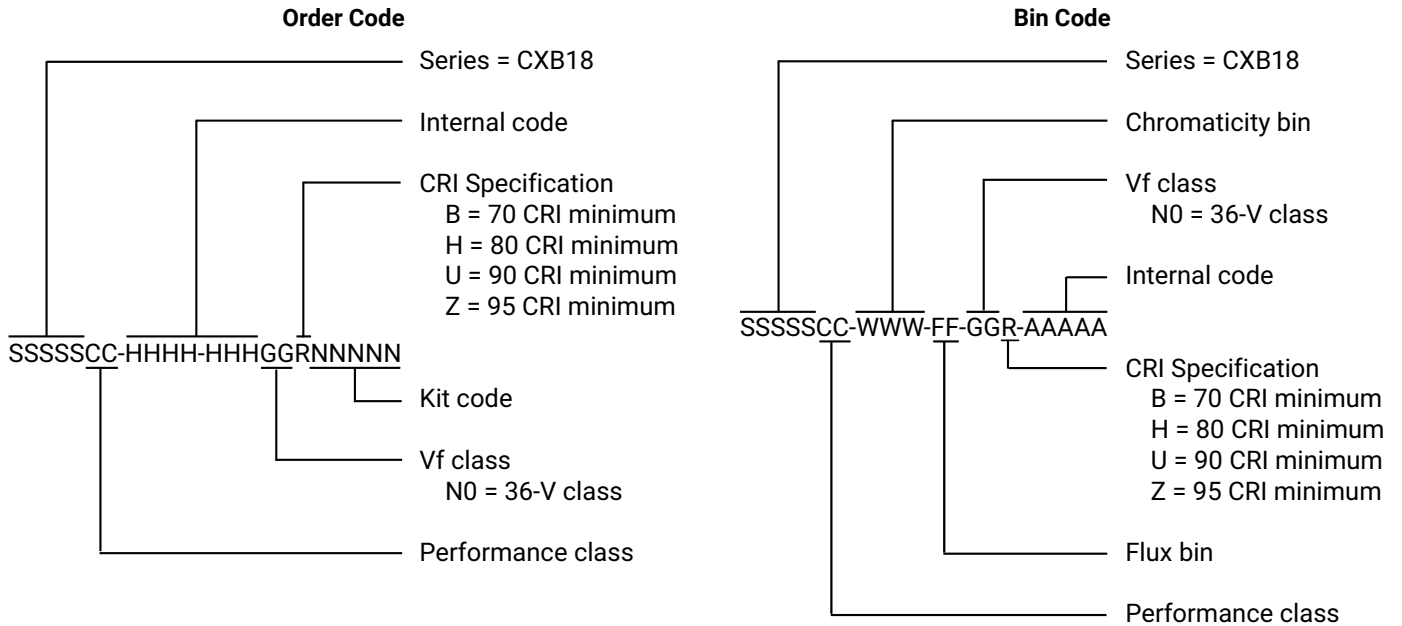 Order Code
Series = CXB18
Internal code
CRI Specification
B = 70 CRI minimum
H = 80 CRI minimum
U = 90 CRI minimum
Z = 95 CRI minimum
SSSSSCC-HHHH-HHHGGRNNNNN
Kit code
Vf class
N0 = 36-V class
Performance class
Bin Code
Series = CXB18
Chromaticity bin
Vf class
N0 = 36-V class
Internal code
SSSSSCC-WWW-FF-GGR-AAAAA
CRI Specification
B = 70 CRI minimum
H = 80 CRI minimum
U = 90 CRI minimum
Z = 95 CRI minimum
Flux bin
Performance class